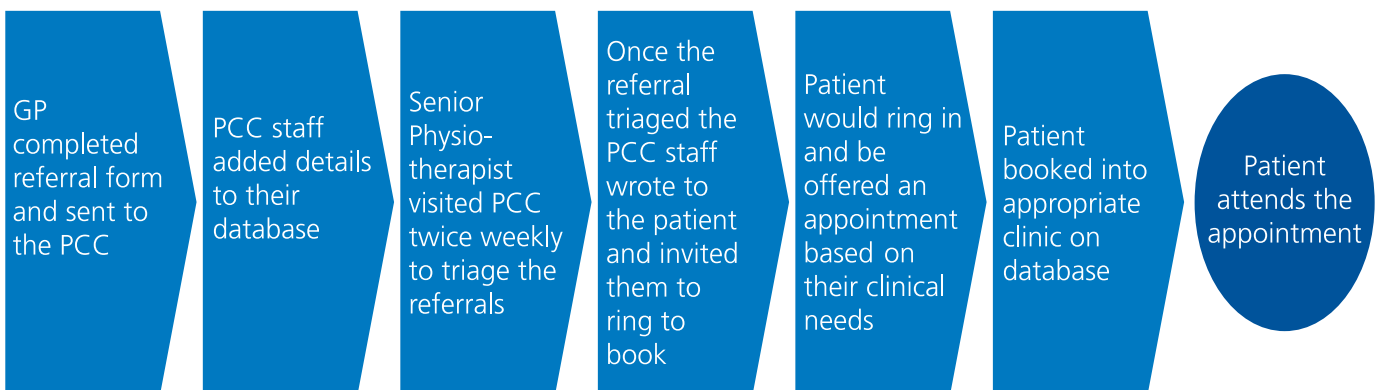 GP
completed
referral form
and sent to
the PCC
PCC staff
added details
to their
database
Senior
Physio-
therapist
visited PCC
twice weekly
to triage the
referrals
Once the
referral
triaged the
PCC staff
wrote to
the patient
and invited
them to
ring to
book
Patient
would ring in
and be
offered an
appointment
based on
their clinical
needs
Patient
booked into
appropriate
clinic on
database
Patient
attends the
appointment